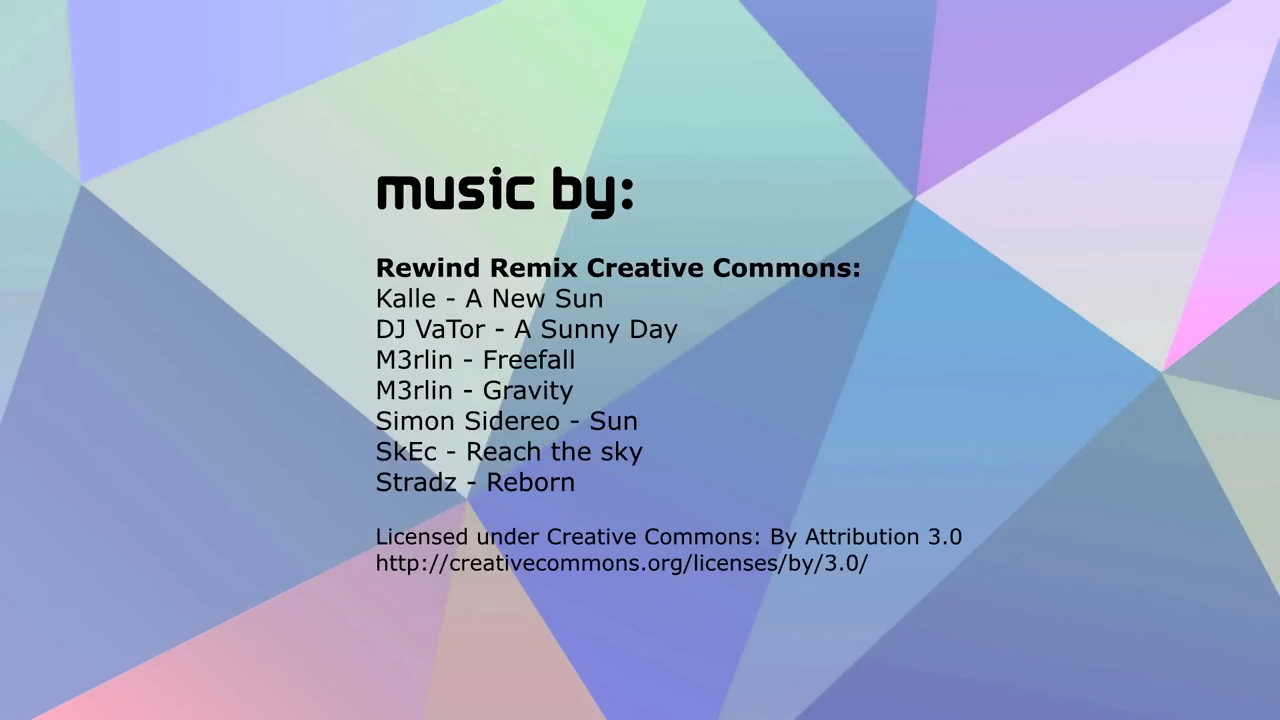 music by:
Rewind Remix Creative Commons:
Kalle - A New Sun
DJ VaTor - A Sunny Day
M3rlin - Freefall
M3rlin - Gravity
Simon Sidereo - Sun
SkEc - Reach the sky
Stradz - Reborn
Licensed under Creative Commons: By Attribution 3.0
http://creativecommons.org/licenses/by/3.0/